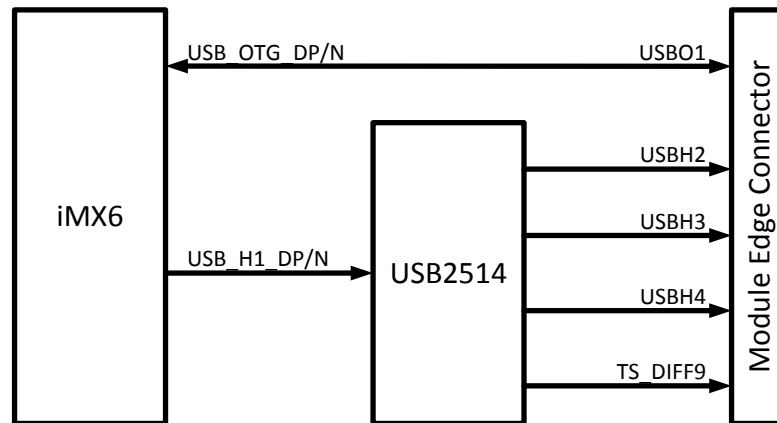 USB_OTG_DP/N
USBO1
USBH2
iMX6
USBH3
USB_H1_DP/N
USB2514
USBH4
TS_DIFF9
Module Edge Connector